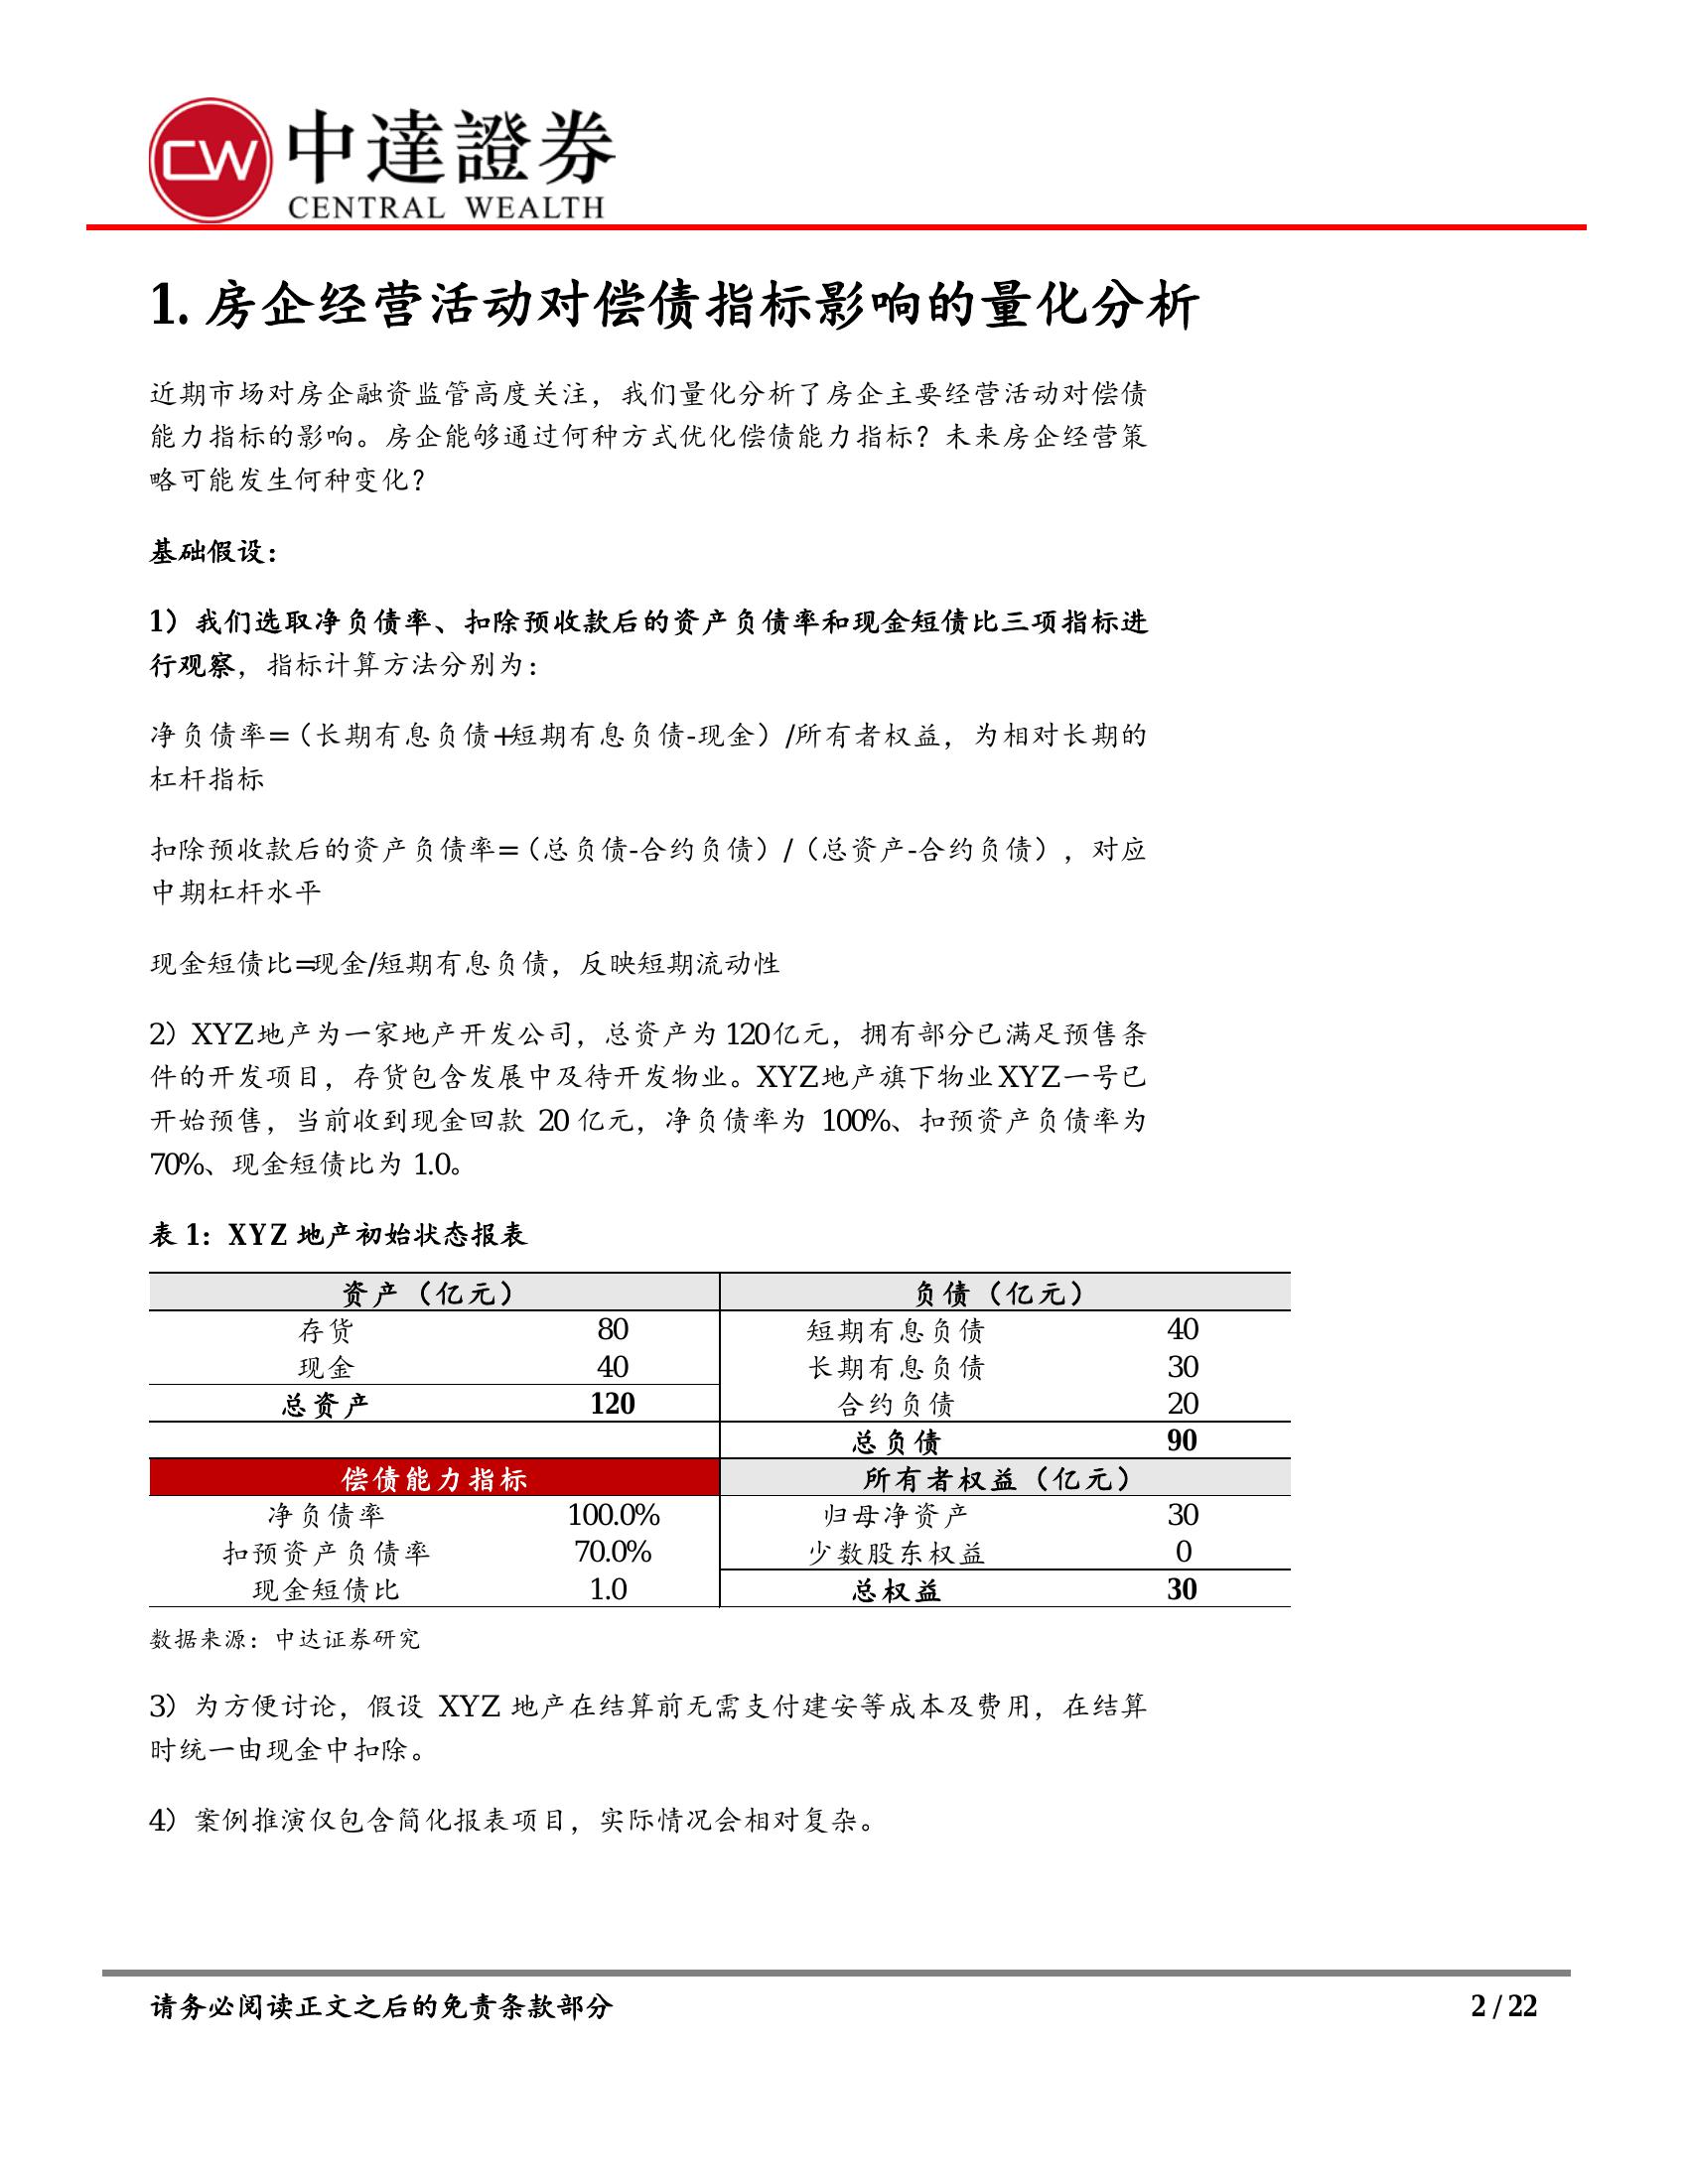 CW 中達證券
CENTRAL WEALTH
1. 房企经营活动对偿债指标影响的量化分析
近期市场对房企融资监管高度关注，我们量化分析了房企主要经营活动对偿债
能力指标的影响。房企能够通过何种方式优化偿债能力指标？未来房企经营策
略可能发生何种变化？
基础假设：
1）我们选取净负债率、扣除预收款后的资产负债率和现金短债比三项指标进
行观察，指标计算方法分别为：
净负债率=（长期有息负债+短期有息负债-现金）/所有者权益，为相对长期的
杠杆指标
扣除预收款后的资产负债率=（总负债-合约负债）/（总资产-合约负债），对应
中期杠杆水平
现金短债比=现金/短期有息负债，反映短期流动性
2）XYZ地产为一家地产开发公司，总资产为120亿元，拥有部分已满足预售条
件的开发项目，存货包含发展中及待开发物业。XYZ地产旗下物业XYZ一号已
开始预售，当前收到现金回款 20 亿元，净负债率为 100%、扣预资产负债率为
70%、现金短债比为 1.0。
表 1：XYZ 地产初始状态报表
资产（亿元） 负债（亿元）
存货 80 短期有息负债 40
现金 40 长期有息负债 30
总资产 120 合约负债 20
总负债 90
偿债能力指标 所有者权益（亿元）
净负债率 100.0% 归母净资产 30
扣预资产负债率 70.0% 少数股东权益 0
现金短债比 1.0 总权益 30
数据来源：中达证券研究
3）为方便讨论，假设 XYZ 地产在结算前无需支付建安等成本及费用，在结算
时统一由现金中扣除。
4）案例推演仅包含简化报表项目，实际情况会相对复杂。
请务必阅读正文之后的免责条款部分 2 / 22